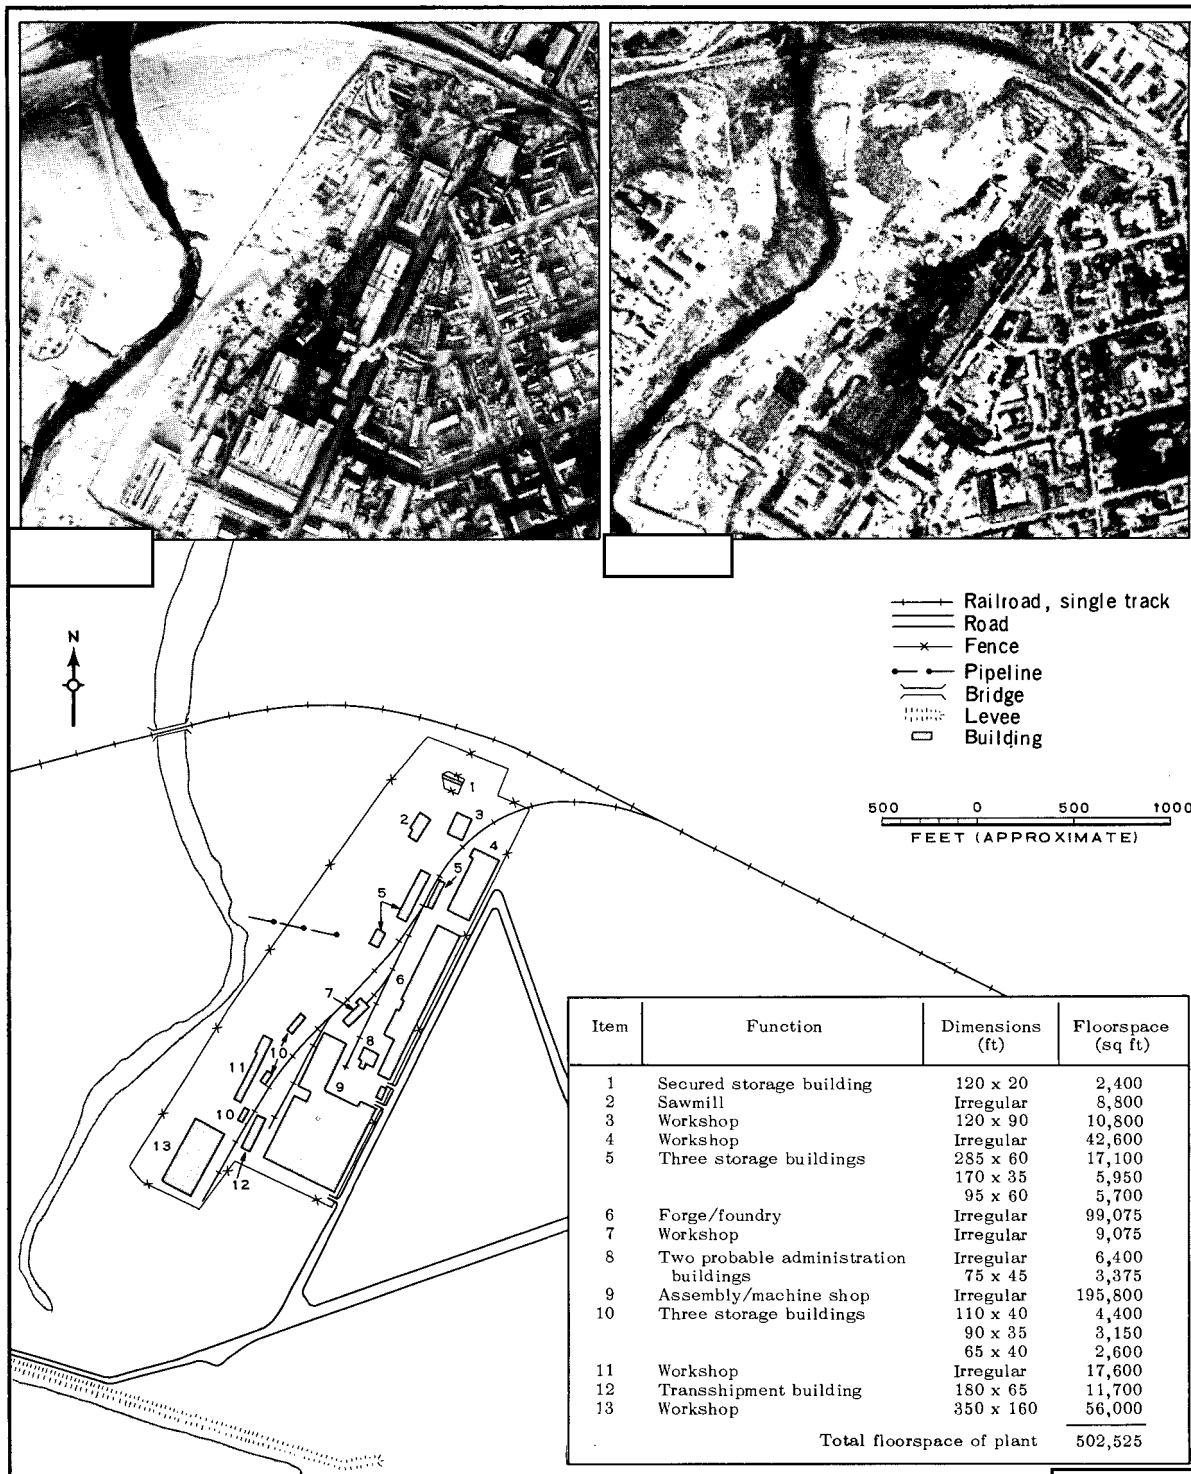 Railroad, single track
Road
Fence
Pipeline
Bridge
Levee
Building
N
500 0 500 1000
FEET (APPROXIMATE)
1
2
3
4
5
5
6
7
8
9
10
11
10
13
12
Item Function Dimensions (ft) Floorspace (sq ft)
1 Secured storage building 120 x 20 2,400
2 Sawmill Irregular 8,800
3 Workshop 120 x 90 10,800
4 Workshop Irregular 42,600
5 Three storage buildings 285 x 60 17,100
170 x 35 5,950
95 x 60 5,700
6 Forge/foundry Irregular 99,075
7 Workshop Irregular 9,075
8 Two probable administration Irregular 6,400
buildings 75 x 45 3,375
9 Assembly/machine shop Irregular 195,800
10 Three storage buildings 110 x 40 4,400
90 x 35 3,150
65 x 40 2,600
11 Workshop Irregular 17,600
12 Transshipment building 180 x 65 11,700
13 Workshop 350 x 160 56,000
Total floorspace of plant 502,525